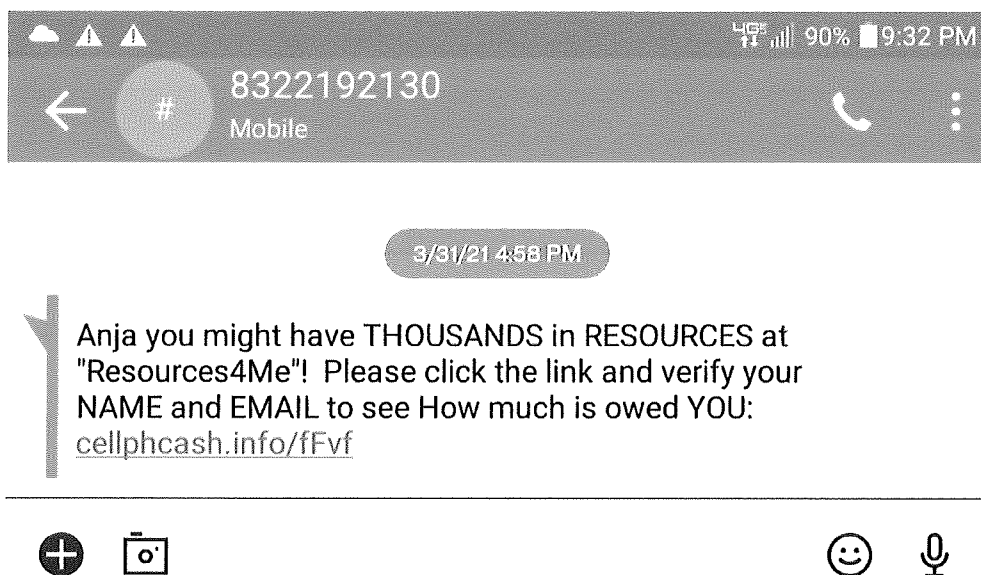 4G 90% 9:32 PM
#
8322192130
Mobile
3/31/21 4:58 PM
Anja you might have THOUSANDS in RESOURCES at
"Resources4Me"!  Please click the link and verify your
NAME and EMAIL to see How much is owed YOU:
cellphcash.info/fFvf